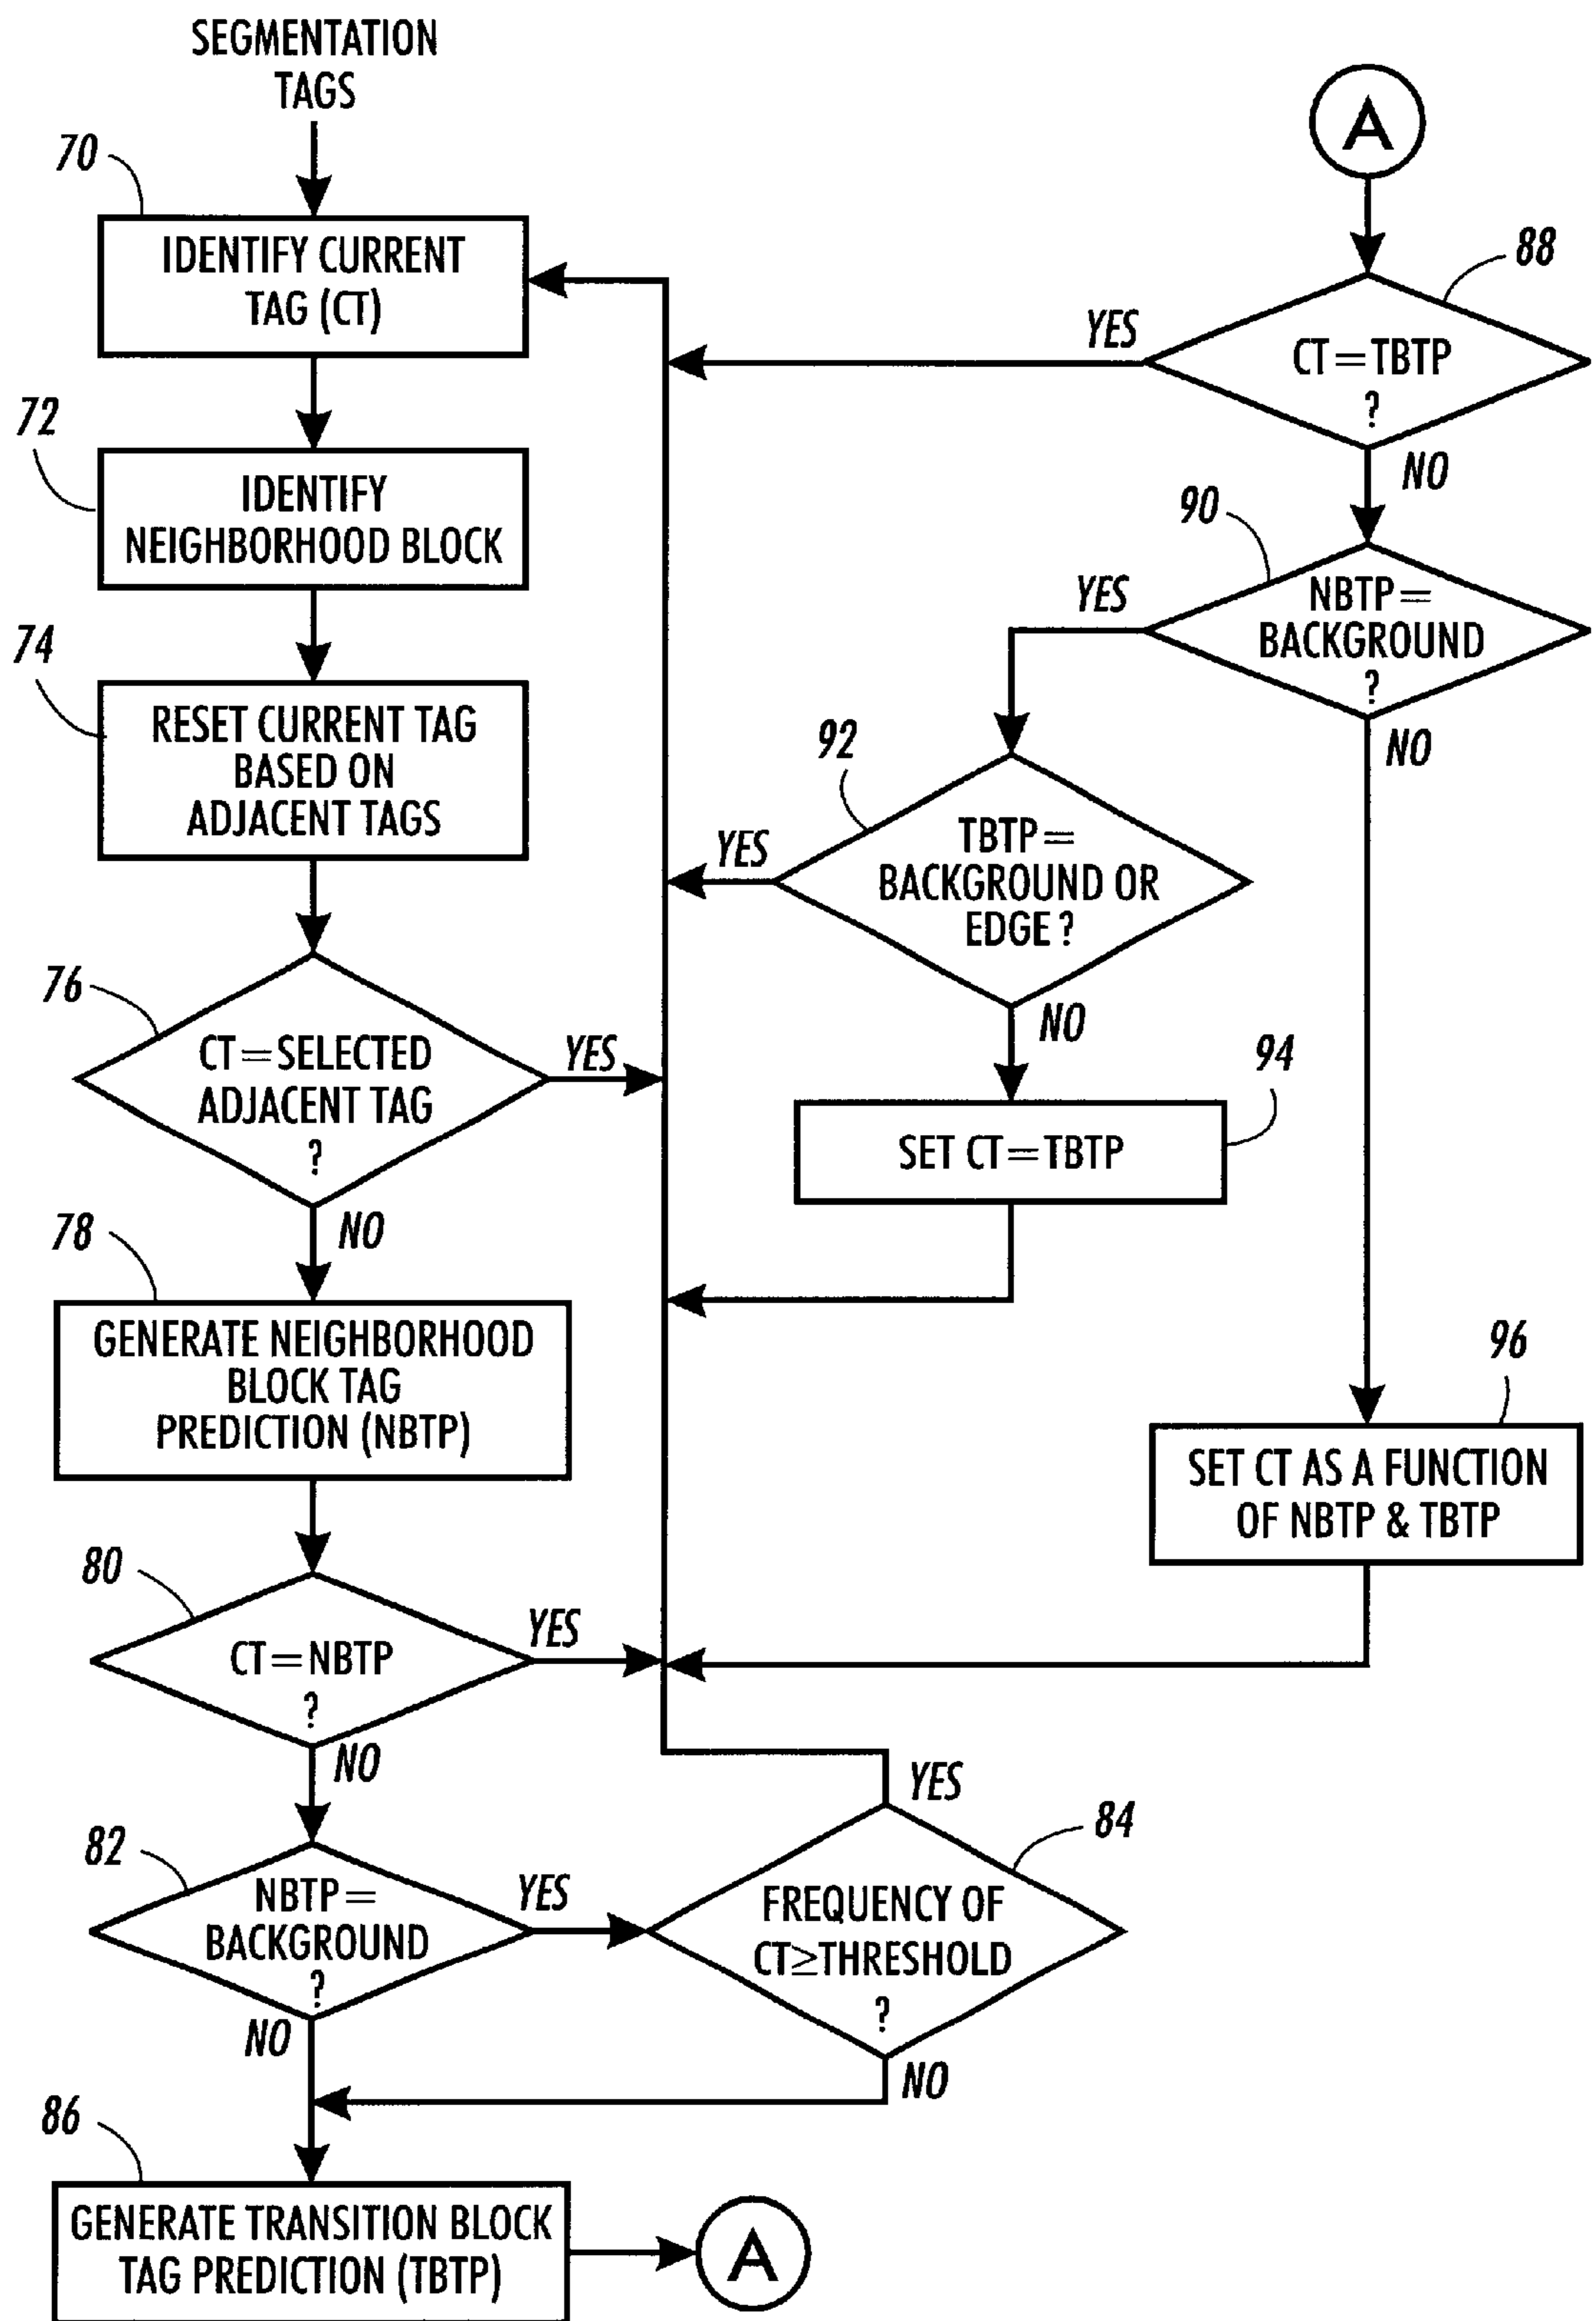 SEGMENTATION
TAGS
70
IDENTIFY CURRENT
TAG (CT)
72
IDENTIFY
NEIGHBORHOOD BLOCK
74
RESET CURRENT TAG
BASED ON
ADJACENT TAGS
76
CT=SELECTED
ADJACENT TAG
?
YES
NO
78
GENERATE NEIGHBORHOOD
BLOCK TAG
PREDICTION (NBTP)
80
CT=NBTP
?
YES
NO
82
NBTP=
BACKGROUND
?
YES
NO
84
FREQUENCY OF
CT≥THRESHOLD
?
YES
NO
86
GENERATE TRANSITION BLOCK
TAG PREDICTION (TBTP)
A
A
88
CT=TBTP
?
YES
NO
90
NBTP=
BACKGROUND
?
YES
NO
92
TBTP=
BACKGROUND OR
EDGE?
YES
NO
94
SET CT=TBTP
96
SET CT AS A FUNCTION
OF NBTP & TBTP